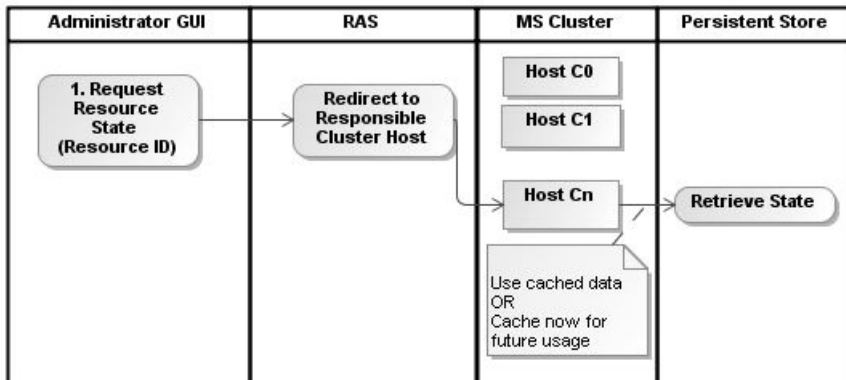 Administrator GUI
RAS
MS Cluster
Persistent Store
1. Request
Resource
State
(Resource ID)
Redirect to
Responsible
Cluster Host
Host C0
Host C1
Host Cn
Retrieve State
Use cached data
OR
Cache now for
future usage